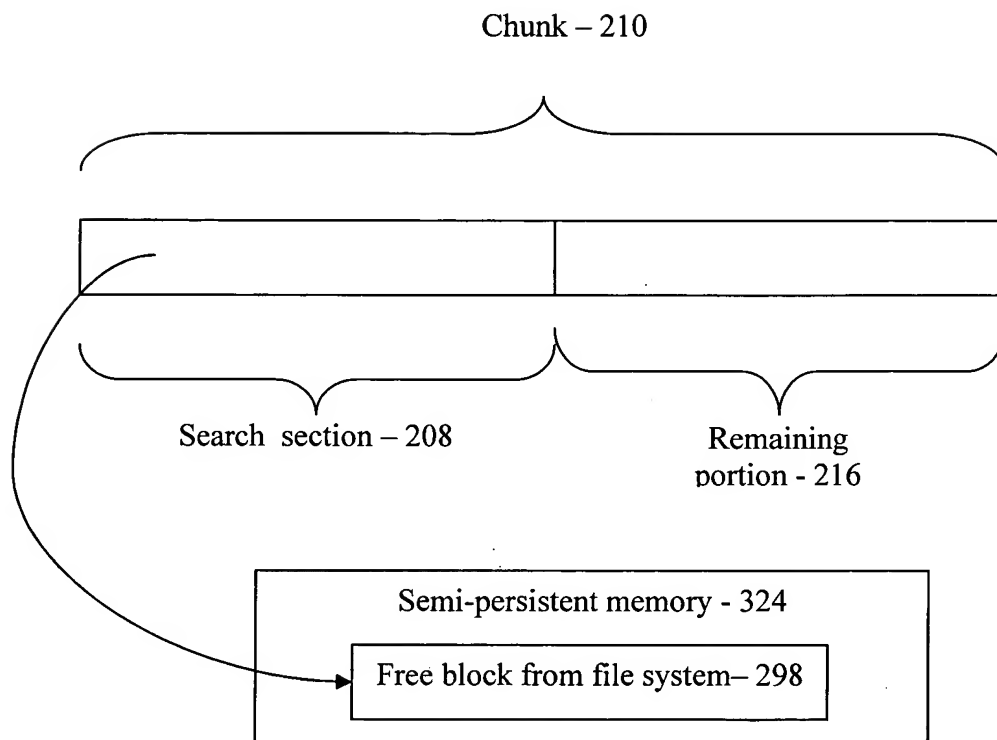 Chunk – 210
Search section – 208
Remaining
portion - 216
Semi-persistent memory - 324
Free block from file system– 298